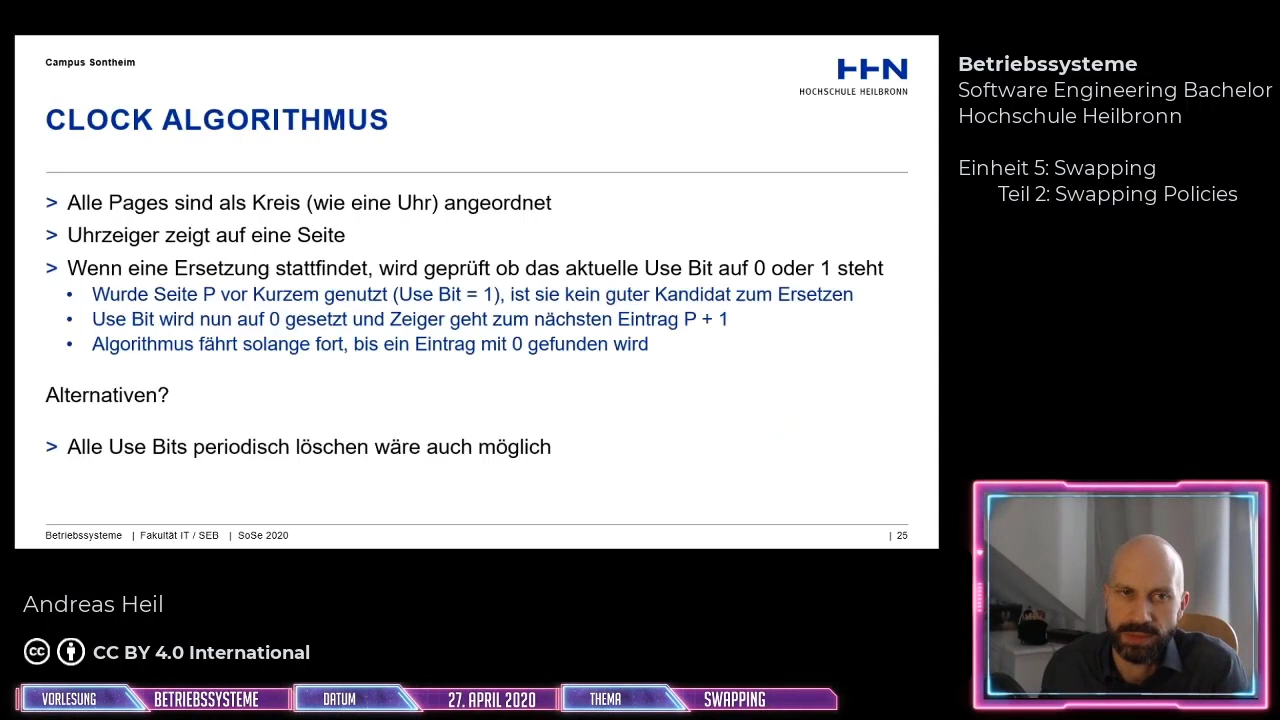 Campus Sontheim
HHN
HOCHSCHULE HEILBRONN
CLOCK ALGORITHMUS
> Alle Pages sind als Kreis (wie eine Uhr) angeordnet
> Uhrzeiger zeigt auf eine Seite
> Wenn eine Ersetzung stattfindet, wird geprüft ob das aktuelle Use Bit auf 0 oder 1 steht
• Wurde Seite P vor Kurzem genutzt (Use Bit = 1), ist sie kein guter Kandidat zum Ersetzen
• Use Bit wird nun auf 0 gesetzt und Zeiger geht zum nächsten Eintrag P + 1
• Algorithmus fährt solange fort, bis ein Eintrag mit 0 gefunden wird
Alternativen?
> Alle Use Bits periodisch löschen wäre auch möglich
Betriebssysteme | Fakultät IT / SEB | SoSe 2020 | 25
Betriebssysteme
Software Engineering Bachelor
Hochschule Heilbronn
Einheit 5: Swapping
Teil 2: Swapping Policies
Andreas Heil
cc CC BY 4.0 International
VORLESUNG BETRIEBSSYSTEME DATUM 27. APRIL 2020 THEMA SWAPPING